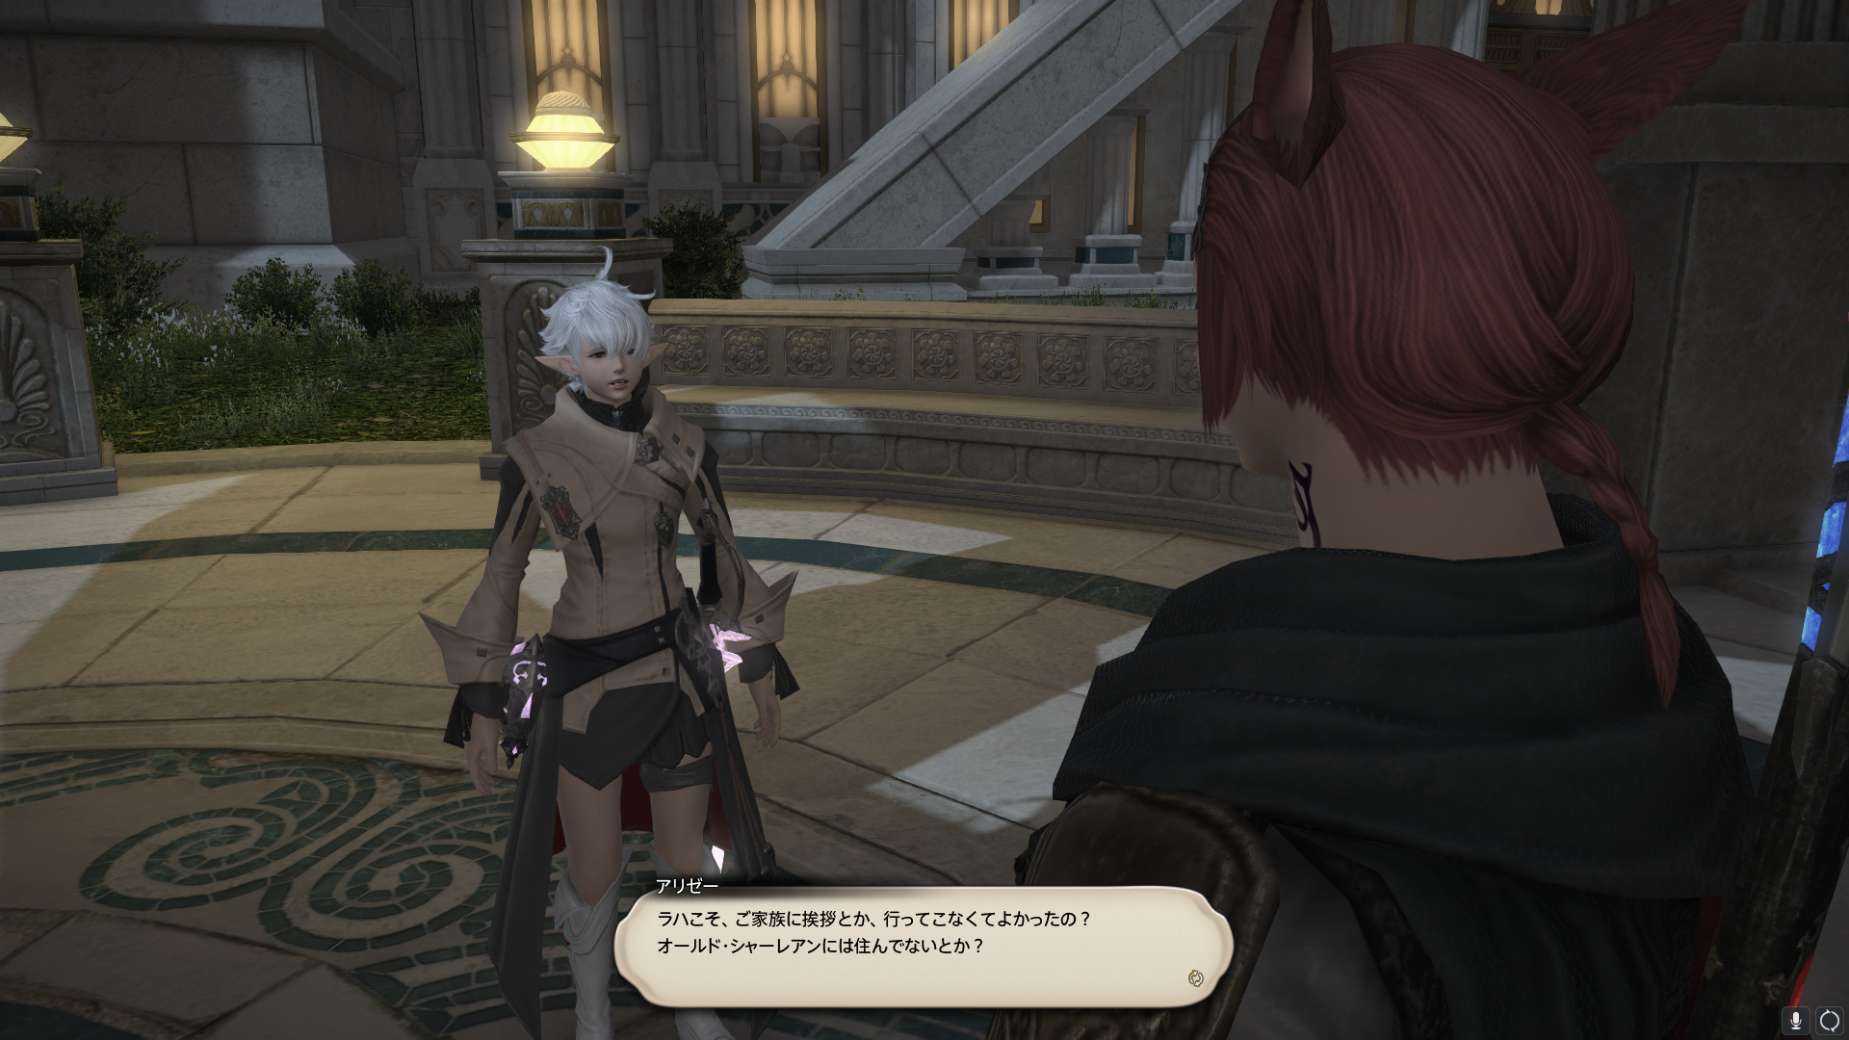 アリゼー
ラハこそ、ご家族に挨拶とか、行ってこなくてよかったの？
オールド・シャーレアンには住んでないとか？